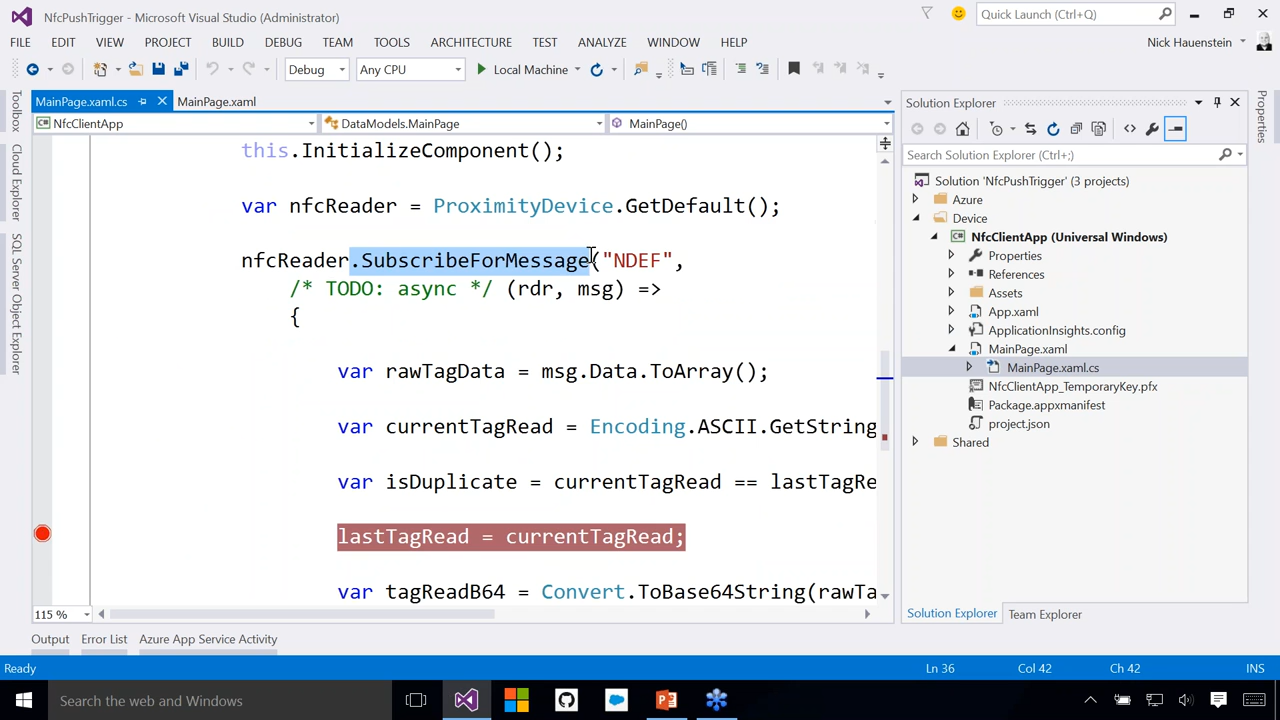 NfcPushTrigger - Microsoft Visual Studio (Administrator)
Quick Launch (Ctrl+Q)
FILE EDIT VIEW PROJECT BUILD DEBUG TEAM TOOLS ARCHITECTURE TEST ANALYZE WINDOW HELP
Nick Hauenstein
Debug Any CPU Local Machine
MainPage.xaml.cs MainPage.xaml
NfcClientApp DataModels.MainPage MainPage()
Toolbox
Cloud Explorer
SQL Server Object Explorer
this.InitializeComponent();
var nfcReader = ProximityDevice.GetDefault();
nfcReader.SubscribeForMessage("NDEF",
/* TODO: async */ (rdr, msg) =>
{
var rawTagData = msg.Data.ToArray();
var currentTagRead = Encoding.ASCII.GetString
var isDuplicate = currentTagRead == lastTagRe
lastTagRead = currentTagRead;
var tagReadB64 = Convert.ToBase64String(rawTa
115 %
Solution Explorer
Search Solution Explorer (Ctrl+;)
Solution 'NfcPushTrigger' (3 projects)
Azure
Device
NfcClientApp (Universal Windows)
Properties
References
Assets
App.xaml
ApplicationInsights.config
MainPage.xaml
MainPage.xaml.cs
NfcClientApp_TemporaryKey.pfx
Package.appxmanifest
project.json
Shared
Solution Explorer Team Explorer
Properties
Output Error List Azure App Service Activity
Ready Ln 36 Col 42 Ch 42 INS
Search the web and Windows